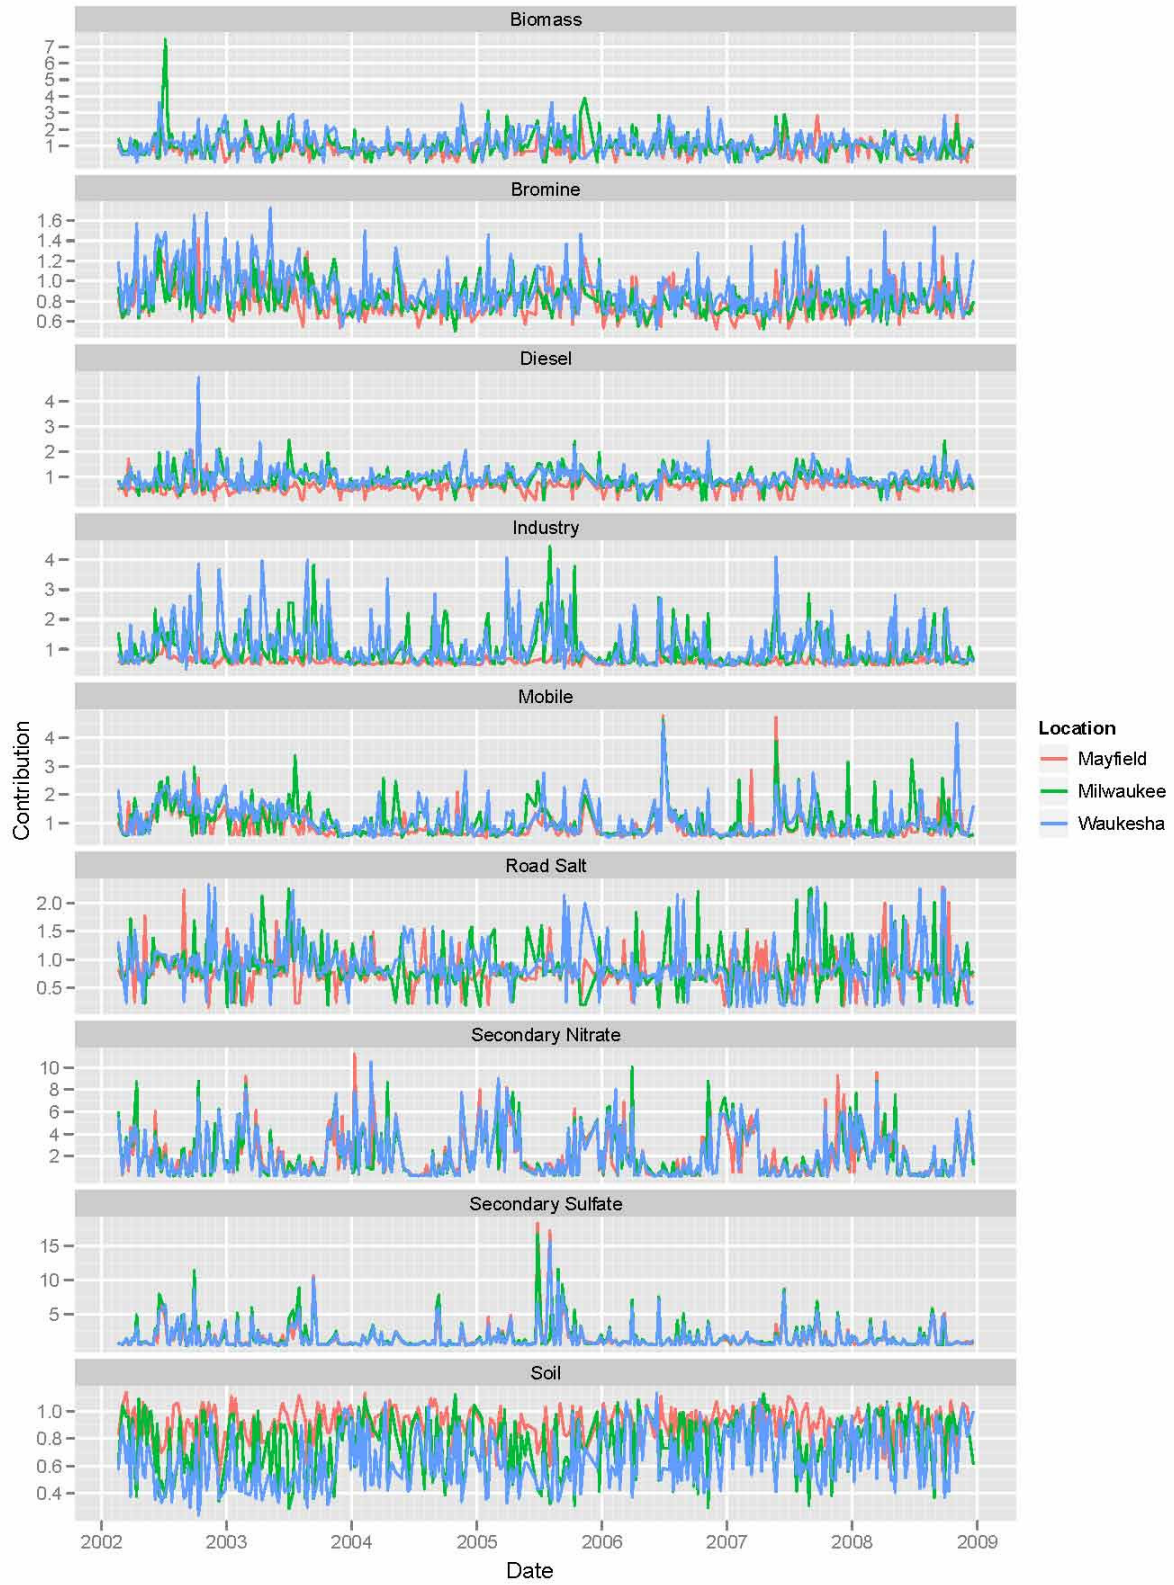 Biomass
7
6
5
4
3
2
1
Bromine
1.6
1.4
1.2
1.0
0.8
0.6
Diesel
4
3
2
1
Industry
4
3
2
1
Mobile
4
3
2
1
Road Salt
2.0
1.5
1.0
0.5
Secondary Nitrate
10
8
6
4
2
Secondary Sulfate
15
10
5
Soil
1.0
0.8
0.6
0.4
2002 2003 2004 2005 2006 2007 2008 2009
Date
Contribution
Location
Mayfield
Milwaukee
Waukesha